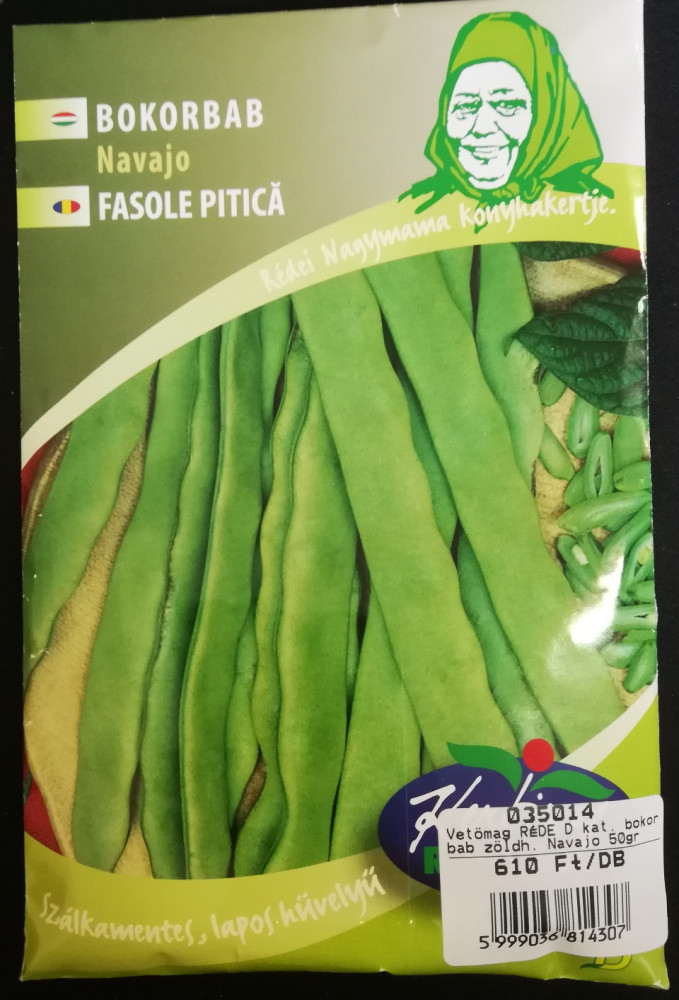 BOKORBAB
Navajo
FASOLE PITICĂ
Rédei Nagymama konyhakertje.
Szálkamentes, lapos hüvelyű
035014
Vetömag RÉDE D kat. bokor
bab zöldh. Navajo 50gr
610 Ft/DB
5 999036 814307